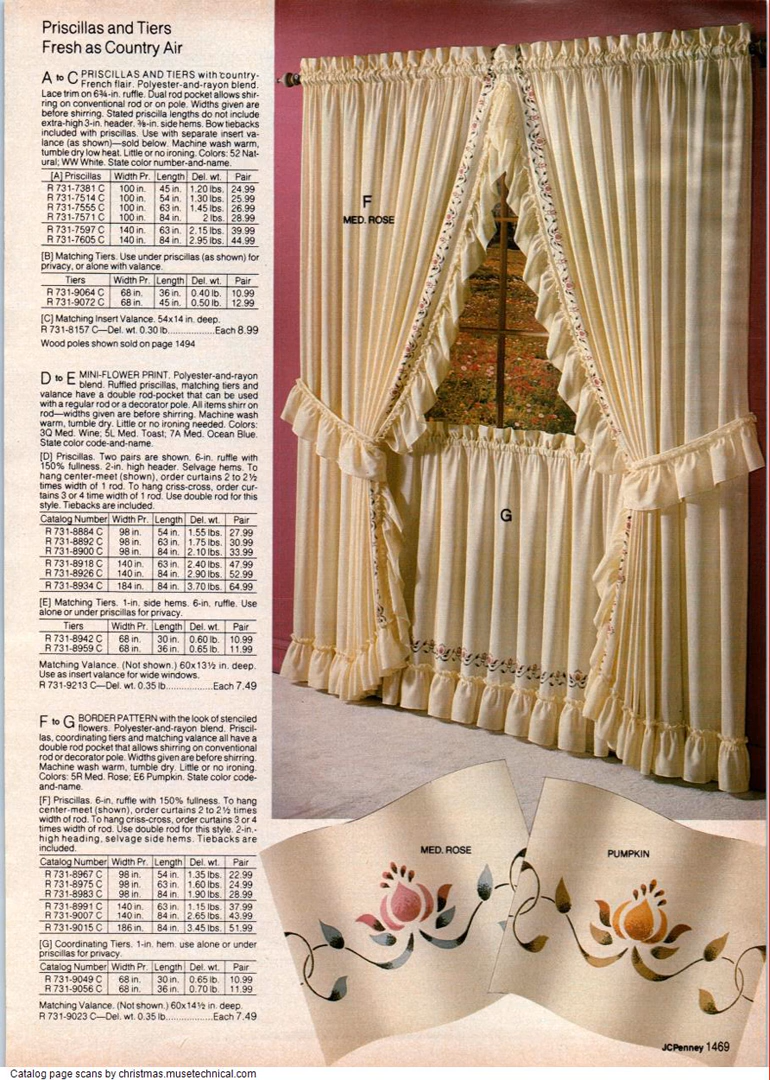 Priscillas and Tiers
Fresh as Country Air
A to C PRISCILLAS AND TIERS with country-
French flair. Polyester-and-rayon blend.
Lace trim on 6¾-in. ruffle. Dual rod pocket allows shir-
ring on conventional rod or on pole. Widths given are
before shirring. Stated priscilla lengths do not include
extra-high 3-in. header. ⅜-in. side hems. Bow tiebacks
included with priscillas. Use with separate insert va-
lance (as shown)—sold below. Machine wash warm,
tumble dry low heat. Little or no ironing. Colors: 52 Nat-
ural; WW White. State color number-and-name.
[A] Priscillas Width Pr. Length Del. wt. Pair
R 731-7381 C 100 in. 45 in. 1.20 lbs. 24.99
R 731-7514 C 100 in. 54 in. 1.30 lbs. 25.99
R 731-7555 C 100 in. 63 in. 1.45 lbs. 26.99
R 731-7571 C 100 in. 84 in. 2 lbs. 28.99
R 731-7597 C 140 in. 63 in. 2.15 lbs. 39.99
R 731-7605 C 140 in. 84 in. 2.95 lbs. 44.99
[B] Matching Tiers. Use under priscillas (as shown) for
privacy, or alone with valance.
Tiers Width Pr. Length Del. wt. Pair
R 731-9064 C 68 in. 36 in. 0.40 lb. 10.99
R 731-9072 C 68 in. 45 in. 0.50 lb. 12.99
[C] Matching Insert Valance. 54x14 in. deep.
R 731-8157 C—Del. wt. 0.30 lb..................Each 8.99
Wood poles shown sold on page 1494
D to E MINI-FLOWER PRINT. Polyester-and-rayon
blend. Ruffled priscillas, matching tiers and
valance have a double rod-pocket that can be used
with a regular rod or a decorator pole. All items shirr on
rod—widths given are before shirring. Machine wash
warm, tumble dry. Little or no ironing needed. Colors:
3Q Med. Wine; 5L Med. Toast; 7A Med. Ocean Blue.
State color code-and-name.
[D] Priscillas. Two pairs are shown. 6-in. ruffle with
150% fullness. 2-in. high header. Selvage hems. To
hang center-meet (shown), order curtains 2 to 2½
times width of 1 rod. To hang criss-cross, order cur-
tains 3 or 4 time width of 1 rod. Use double rod for this
style. Tiebacks are included.
Catalog Number Width Pr. Length Del. wt. Pair
R 731-8884 C 98 in. 54 in. 1.55 lbs. 27.99
R 731-8892 C 98 in. 63 in. 1.75 lbs. 30.99
R 731-8900 C 98 in. 84 in. 2.10 lbs. 33.99
R 731-8918 C 140 in. 63 in. 2.40 lbs. 47.99
R 731-8926 C 140 in. 84 in. 2.90 lbs. 52.99
R 731-8934 C 184 in. 84 in. 3.70 lbs. 64.99
[E] Matching Tiers. 1-in. side hems. 6-in. ruffle. Use
alone or under priscillas for privacy.
Tiers Width Pr. Length Del. wt. Pair
R 731-8942 C 68 in. 30 in. 0.60 lb. 10.99
R 731-8959 C 68 in. 36 in. 0.65 lb. 11.99
Matching Valance. (Not shown.) 60x13½ in. deep.
Use as insert valance for wide windows.
R 731-9213 C—Del. wt. 0.35 lb..................Each 7.49
F to G BORDER PATTERN with the look of stenciled
flowers. Polyester-and-rayon blend. Priscil-
las, coordinating tiers and matching valance all have a
double rod pocket that allows shirring on conventional
rod or decorator pole. Widths given are before shirring.
Machine wash warm, tumble dry. Little or no ironing.
Colors: 5R Med. Rose; E6 Pumpkin. State color code-
and-name.
[F] Priscillas. 6-in. ruffle with 150% fullness. To hang
center-meet (shown), order curtains 2 to 2½ times
width of rod. To hang criss-cross, order curtains 3 or 4
times width of rod. Use double rod for this style. 2-in.-
high heading, selvage side hems. Tiebacks are
included.
Catalog Number Width Pr. Length Del. wt. Pair
R 731-8967 C 98 in. 54 in. 1.35 lbs. 22.99
R 731-8975 C 98 in. 63 in. 1.60 lbs. 24.99
R 731-8983 C 98 in. 84 in. 1.90 lbs. 28.99
R 731-8991 C 140 in. 63 in. 1.15 lbs. 37.99
R 731-9007 C 140 in. 84 in. 2.65 lbs. 43.99
R 731-9015 C 186 in. 84 in. 3.45 lbs. 51.99
[G] Coordinating Tiers. 1-in. hem. use alone or under
priscillas for privacy.
Catalog Number Width Pr. Length Del. wt. Pair
R 731-9049 C 68 in. 30 in. 0.65 lb. 10.99
R 731-9056 C 68 in. 36 in. 0.70 lb. 11.99
Matching Valance. (Not shown.) 60x14½ in. deep.
R 731-9023 C—Del. wt. 0.35 lb..................Each 7.49
F
MED. ROSE
G
MED. ROSE
PUMPKIN
JCPenney 1469
Catalog page scans by christmas.musetechnical.com